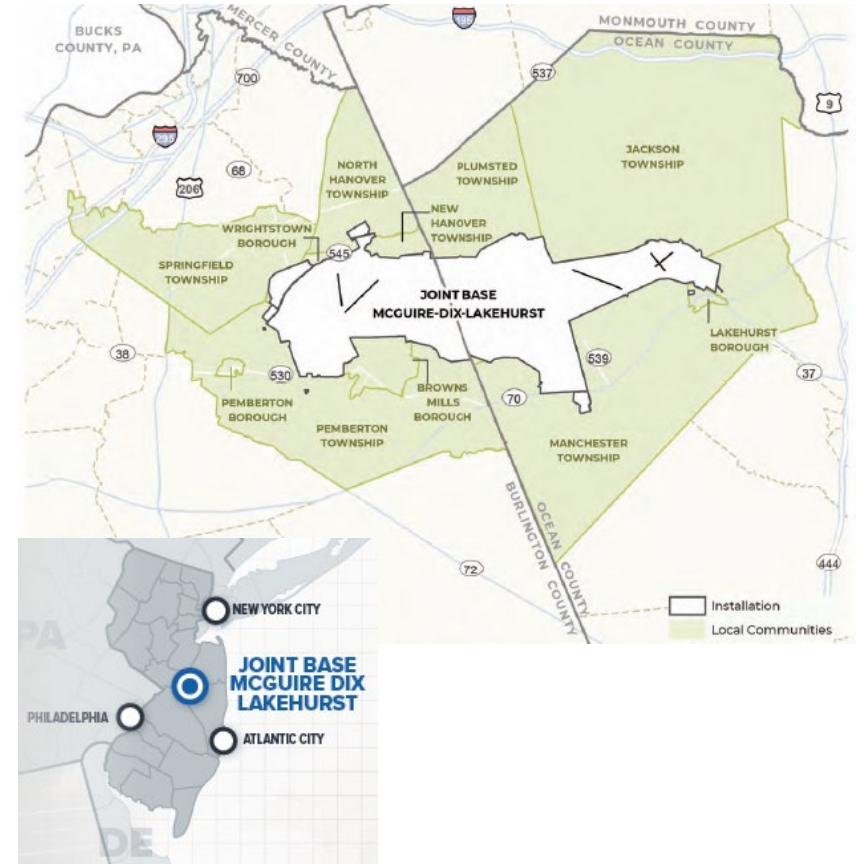 BUCKS
COUNTY, PA
MERCER COUNTY
195
MONMOUTH COUNTY
OCEAN COUNTY
700
537
9
295
68
206
NORTH
HANOVER
TOWNSHIP
PLUMSTED
TOWNSHIP
JACKSON
TOWNSHIP
NEW
HANOVER
TOWNSHIP
WRIGHTSTOWN
BOROUGH
545
SPRINGFIELD
TOWNSHIP
JOINT BASE
MCGUIRE-DIX-LAKEHURST
LAKEHURST
BOROUGH
38
530
539
37
70
PEMBERTON
BOROUGH
BROWNS
MILLS
BOROUGH
PEMBERTON
TOWNSHIP
MANCHESTER
TOWNSHIP
OCEAN COUNTY
BURLINGTON COUNTY
72
444
Installation
Local Communities
NEW YORK CITY
PA
JOINT BASE
MCGUIRE DIX
LAKEHURST
PHILADELPHIA
ATLANTIC CITY
DE